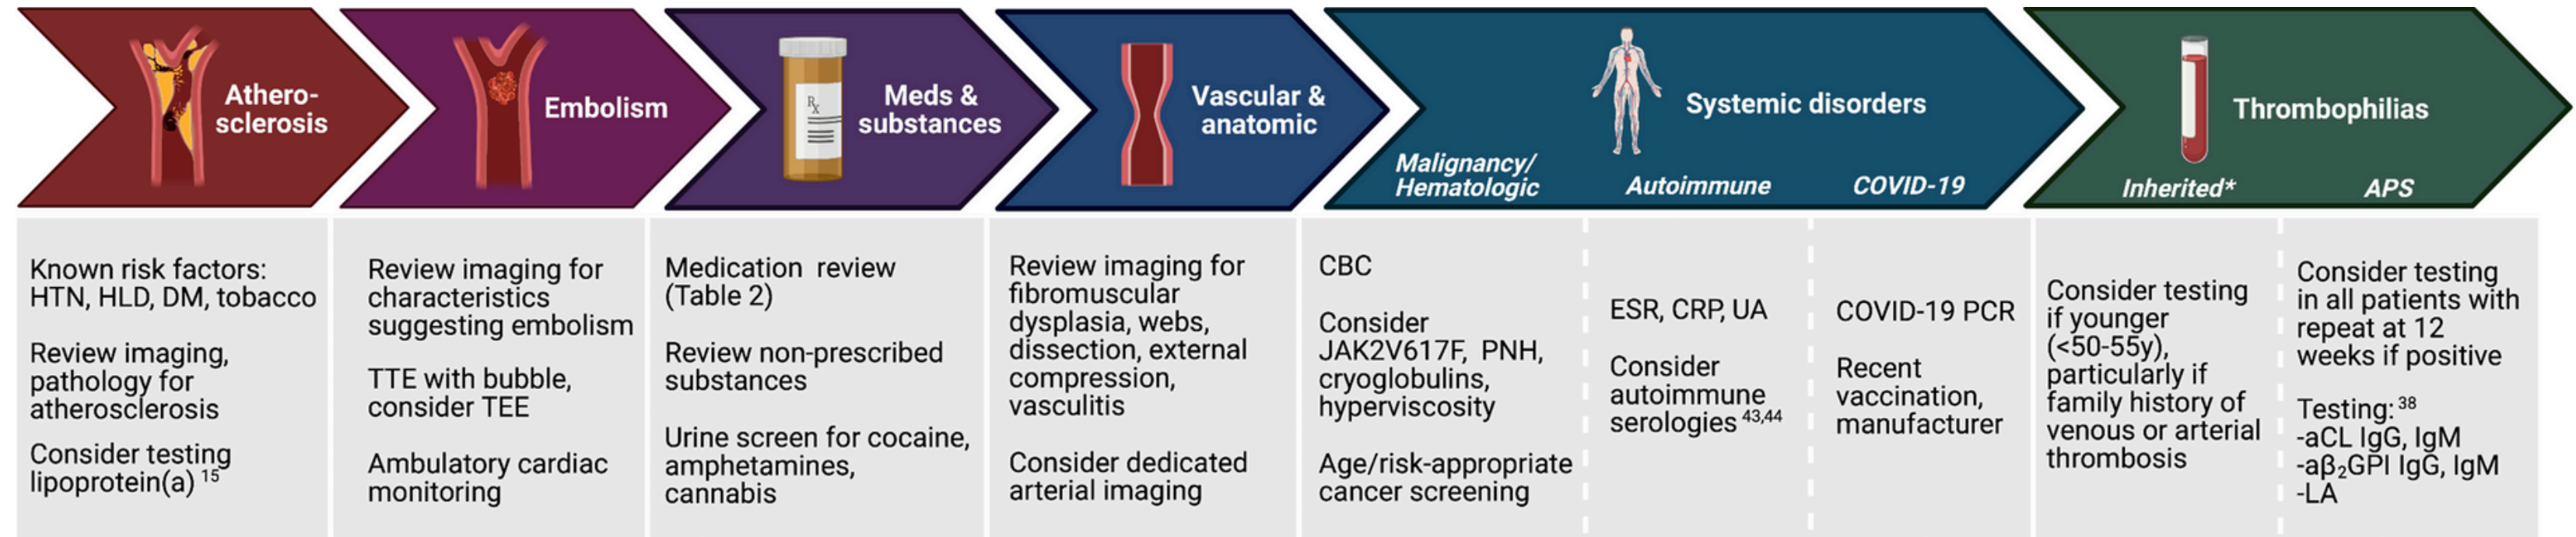 Athero-
sclerosis
Embolism
Rx
Meds &
substances
Vascular &
anatomic
Systemic disorders
Malignancy/
Hematologic
Autoimmune
COVID-19
Thrombophilias
Inherited*
APS
Known risk factors:
HTN, HLD, DM, tobacco
Review imaging,
pathology for
atherosclerosis
Consider testing
lipoprotein(a) 15
Review imaging for
characteristics
suggesting embolism
TTE with bubble,
consider TEE
Ambulatory cardiac
monitoring
Medication review
(Table 2)
Review non-prescribed
substances
Urine screen for cocaine,
amphetamines,
cannabis
Review imaging for
fibromuscular
dysplasia, webs,
dissection, external
compression,
vasculitis
Consider dedicated
arterial imaging
CBC
Consider
JAK2V617F, PNH,
cryoglobulins,
hyperviscosity
Age/risk-appropriate
cancer screening
ESR, CRP, UA
Consider
autoimmune
serologies 43,44
COVID-19 PCR
Recent
vaccination,
manufacturer
Consider testing
if younger
(<50-55y),
particularly if
family history of
venous or arterial
thrombosis
Consider testing
in all patients with
repeat at 12
weeks if positive
Testing: 38
-aCL IgG, IgM
-aβ₂GPI IgG, IgM
-LA